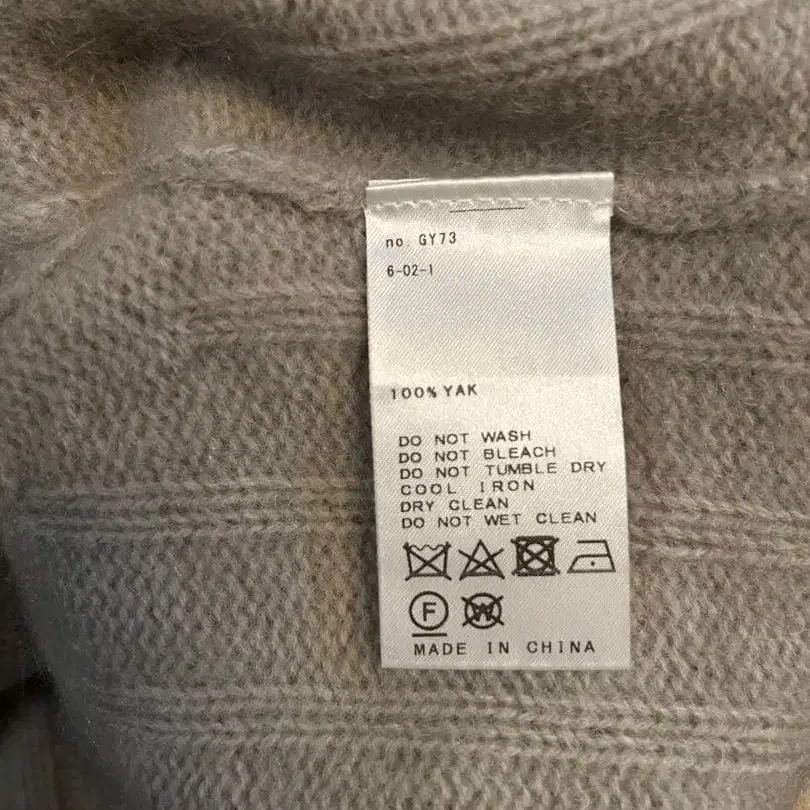 no. GY73
6-02-1
100% YAK
DO NOT WASH
DO NOT BLEACH
DO NOT TUMBLE DRY
COOL IRON
DRY CLEAN
DO NOT WET CLEAN
F W
MADE IN CHINA